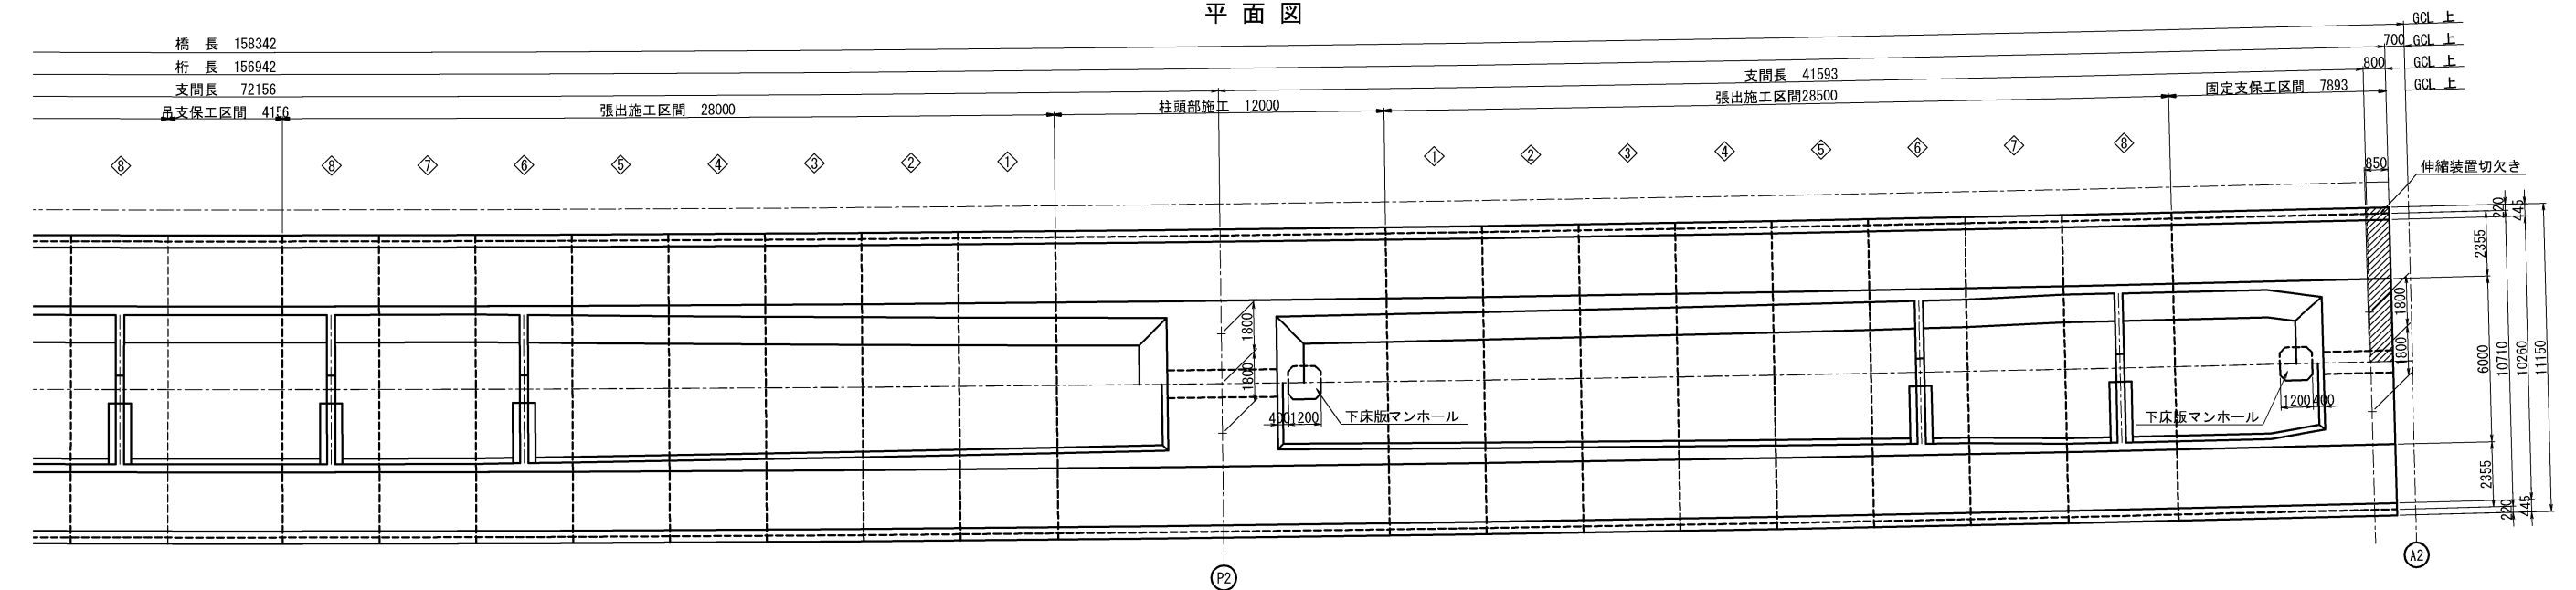 平面図
橋 長 158342
GCL 上
桁 長 156942
700 GCL 上
支間長 72156
支間長 41593
800 GCL 上
吊支保工区間 4156
張出施工区間 28000
柱頭部施工 12000
張出施工区間28500
固定支保工区間 7893
GCL 上
8 8 7 6 5 4 3 2 1 1 2 3 4 5 6 7 8
850
伸縮装置切欠き
220 445
2355
1800
1800
1800
1800
6000 10710 10260 11150
400 1200
下床版マンホール
下床版マンホール
1200 400
2355
220 445
P2
A2